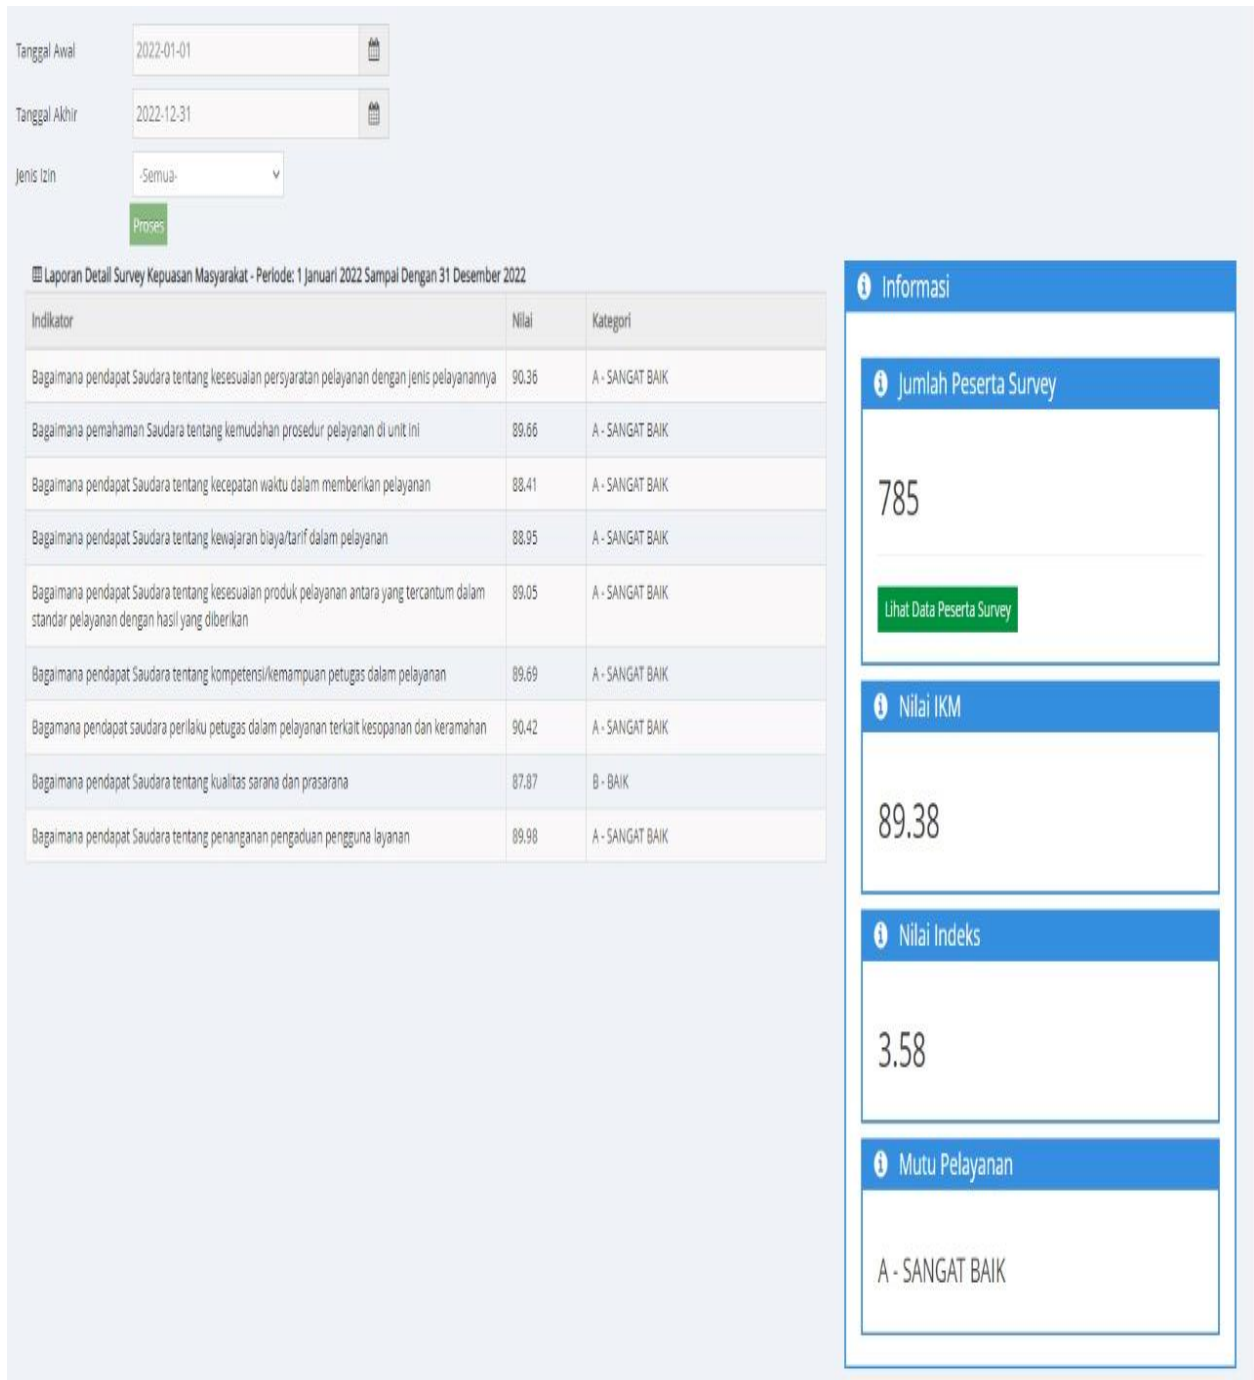 Tanggal Awal 2022-01-01
Tanggal Akhir 2022-12-31
Jenis Izin -Semua-
Proses
Laporan Detail Survey Kepuasan Masyarakat - Periode: 1 Januari 2022 Sampai Dengan 31 Desember 2022
Indikator Nilai Kategori
Bagaimana pendapat Saudara tentang kesesuaian persyaratan pelayanan dengan jenis pelayanannya 90.36 A - SANGAT BAIK
Bagaimana pemahaman Saudara tentang kemudahan prosedur pelayanan di unit ini 89.66 A - SANGAT BAIK
Bagaimana pendapat Saudara tentang kecepatan waktu dalam memberikan pelayanan 88.41 A - SANGAT BAIK
Bagaimana pendapat Saudara tentang kewajaran biaya/tarif dalam pelayanan 88.95 A - SANGAT BAIK
Bagaimana pendapat Saudara tentang kesesuaian produk pelayanan antara yang tercantum dalam 89.05 A - SANGAT BAIK
standar pelayanan dengan hasil yang diberikan
Bagaimana pendapat Saudara tentang kompetensi/kemampuan petugas dalam pelayanan 89.69 A - SANGAT BAIK
Bagamana pendapat saudara perilaku petugas dalam pelayanan terkait kesopanan dan keramahan 90.42 A - SANGAT BAIK
Bagaimana pendapat Saudara tentang kualitas sarana dan prasarana 87.87 B - BAIK
Bagaimana pendapat Saudara tentang penanganan pengaduan pengguna layanan 89.98 A - SANGAT BAIK
Informasi
Jumlah Peserta Survey
785
Lihat Data Peserta Survey
Nilai IKM
89.38
Nilai Indeks
3.58
Mutu Pelayanan
A - SANGAT BAIK